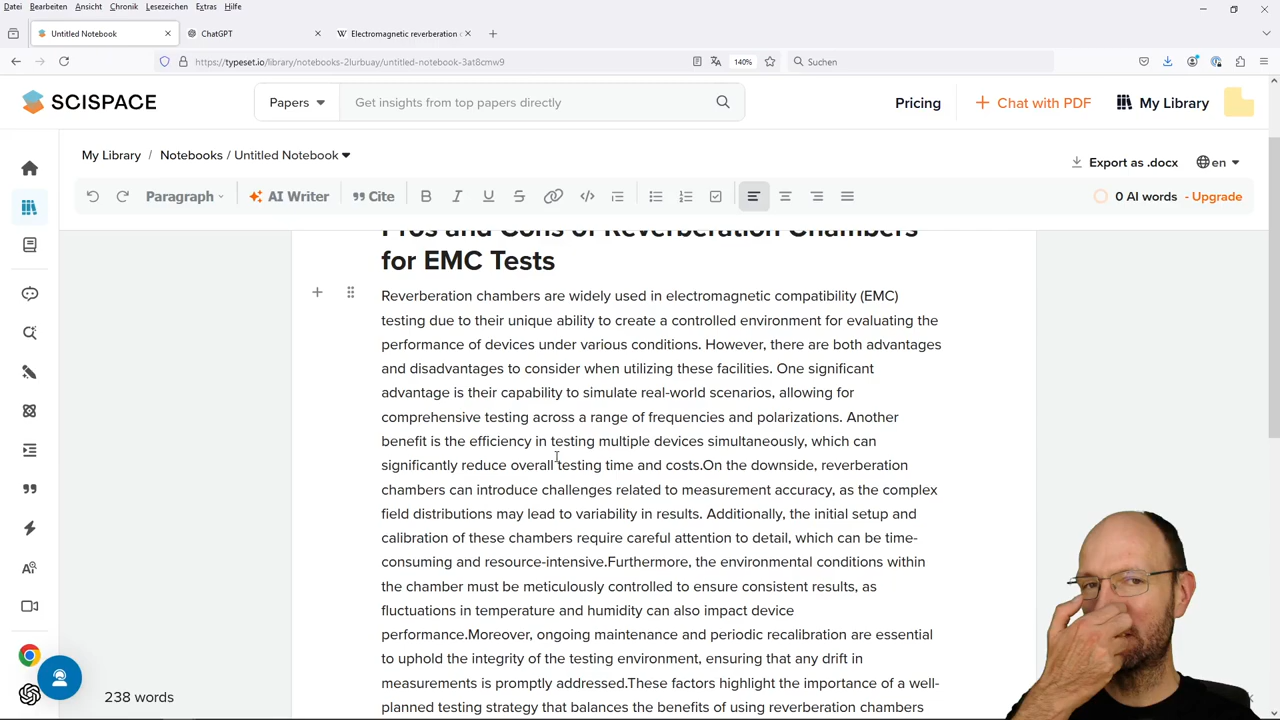 Datei Bearbeiten Ansicht Chronik Lesezeichen Extras Hilfe
Untitled Notebook
ChatGPT
Electromagnetic reverberation c
https://typeset.io/library/notebooks-2lurbuay/untitled-notebook-3at8cmw9
140%
Suchen
SCISPACE
Papers
Get insights from top papers directly
Pricing
Chat with PDF
My Library
My Library / Notebooks / Untitled Notebook
Export as .docx
en
Paragraph
AI Writer
Cite
0 AI words - Upgrade
Pros and Cons of Reverberation Chambers
for EMC Tests
Reverberation chambers are widely used in electromagnetic compatibility (EMC)
testing due to their unique ability to create a controlled environment for evaluating the
performance of devices under various conditions. However, there are both advantages
and disadvantages to consider when utilizing these facilities. One significant
advantage is their capability to simulate real-world scenarios, allowing for
comprehensive testing across a range of frequencies and polarizations. Another
benefit is the efficiency in testing multiple devices simultaneously, which can
significantly reduce overall testing time and costs.On the downside, reverberation
chambers can introduce challenges related to measurement accuracy, as the complex
field distributions may lead to variability in results. Additionally, the initial setup and
calibration of these chambers require careful attention to detail, which can be time-
consuming and resource-intensive.Furthermore, the environmental conditions within
the chamber must be meticulously controlled to ensure consistent results, as
fluctuations in temperature and humidity can also impact device
performance.Moreover, ongoing maintenance and periodic recalibration are essential
to uphold the integrity of the testing environment, ensuring that any drift in
measurements is promptly addressed.These factors highlight the importance of a well-
planned testing strategy that balances the benefits of using reverberation chambers
238 words